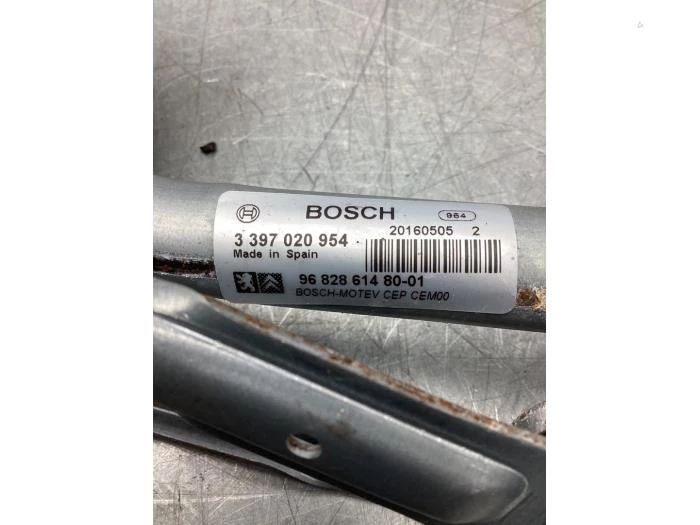 BOSCH 964
3 397 020 954 20160505 2
Made in Spain
96 828 614 80-01
BOSCH-MOTEV CEP CEM00